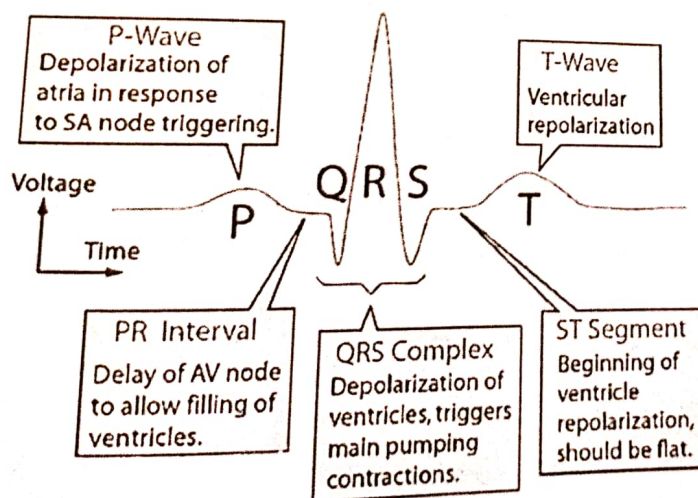 P-Wave
Depolarization of
atria in response
to SA node triggering.
T-Wave
Ventricular
repolarization
Voltage
Time
P
Q R S
T
PR Interval
Delay of AV node
to allow filling of
ventricles.
QRS Complex
Depolarization of
ventricles, triggers
main pumping
contractions.
ST Segment
Beginning of
ventricle
repolarization,
should be flat.